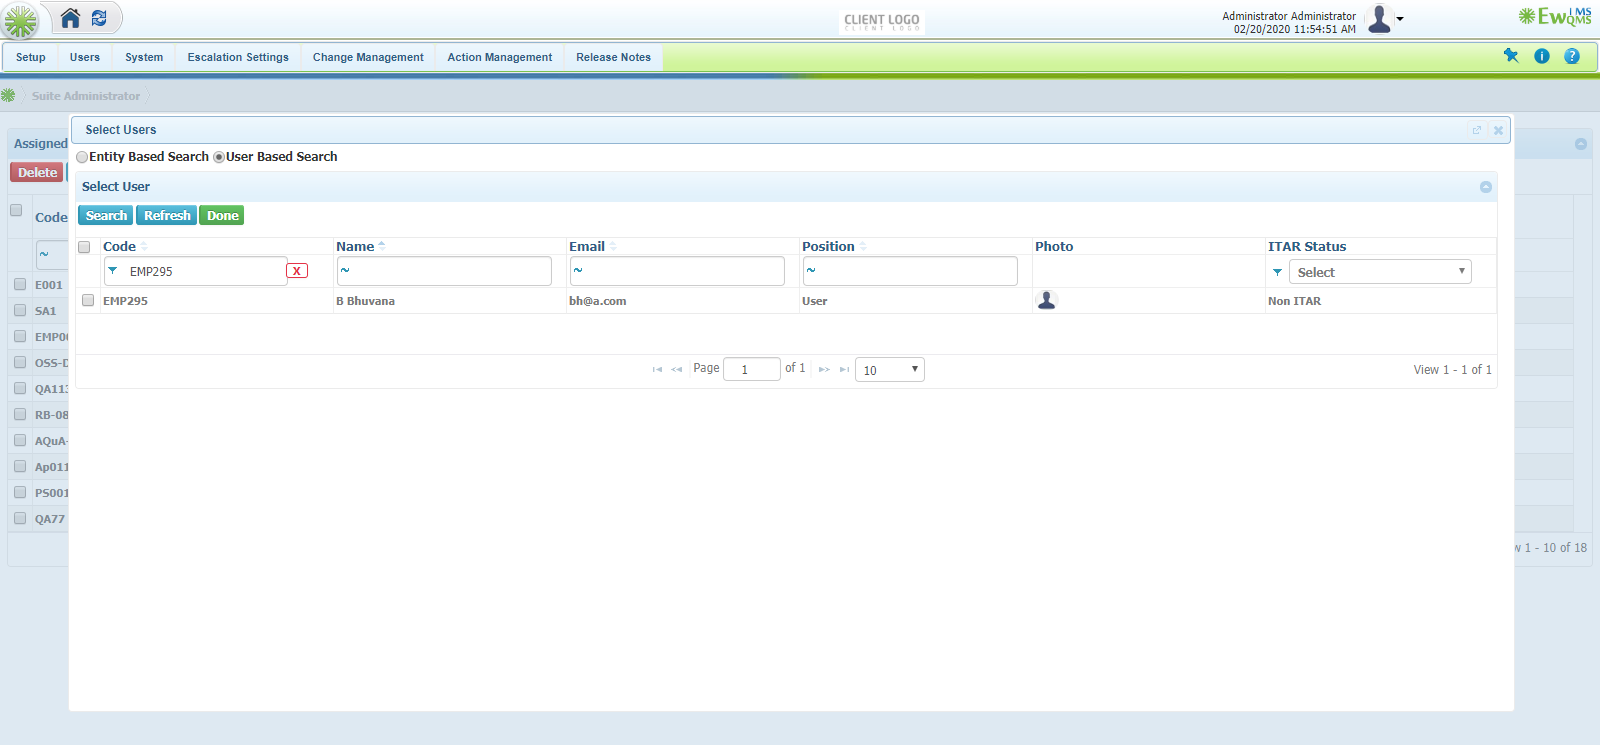 CLIENT LOGO
CLIENT LOGO
Administrator Administrator
02/20/2020 11:54:51 AM
EwQMS
IMS
Setup Users System Escalation Settings Change Management Action Management Release Notes
Suite Administrator
Assigned
Select Users
Entity Based Search User Based Search
Delete
Select User
Search Refresh Done
Code
Code Name Email Position Photo ITAR Status
~ EMP295 X ~ ~ ~ Select
E001
EMP295 B Bhuvana bh@a.com User Non ITAR
SA1
EMP00
OSS-D
Page 1 of 1 10 View 1 - 1 of 1
QA113
RB-08
AQuA-
Ap011
PS001
QA77
w 1 - 10 of 18